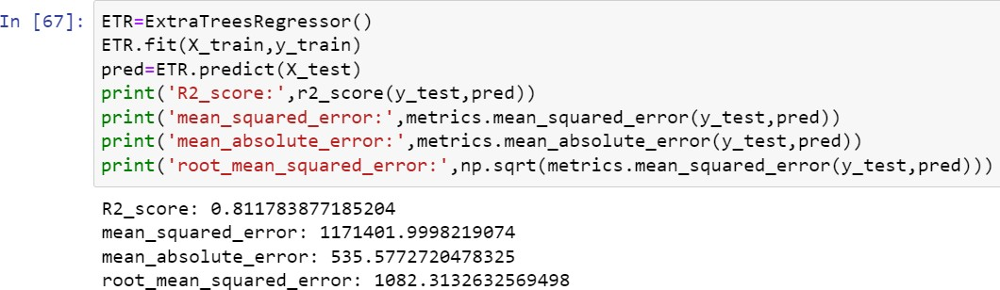 In [67]: ETR=ExtraTreesRegressor()
ETR.fit(X_train,y_train)
pred=ETR.predict(X_test)
print('R2_score:',r2_score(y_test,pred))
print('mean_squared_error:',metrics.mean_squared_error(y_test,pred))
print('mean_absolute_error:',metrics.mean_absolute_error(y_test,pred))
print('root_mean_squared_error:',np.sqrt(metrics.mean_squared_error(y_test,pred)))
R2_score: 0.811783877185204
mean_squared_error: 1171401.9998219074
mean_absolute_error: 535.5772720478325
root_mean_squared_error: 1082.3132632569498